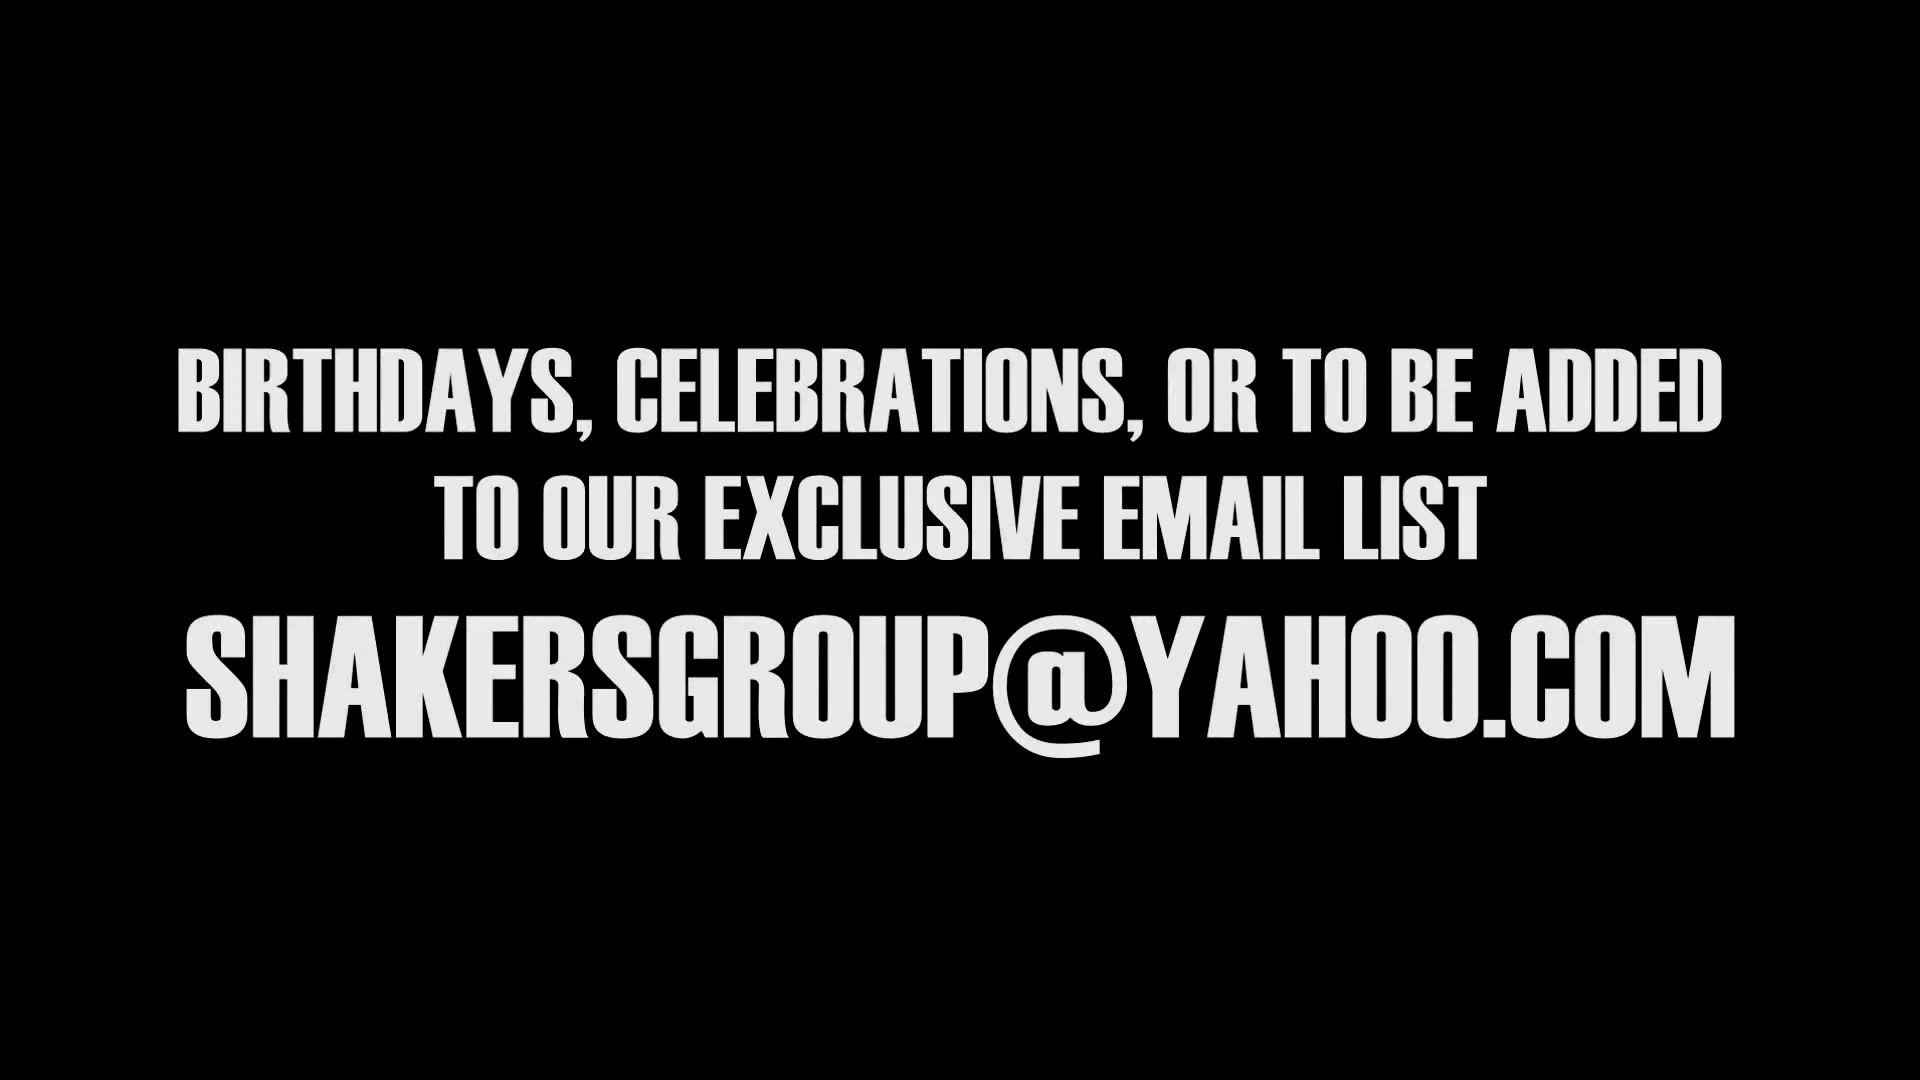 BIRTHDAYS, CELEBRATIONS, OR TO BE ADDED
TO OUR EXCLUSIVE EMAIL LIST
SHAKERSGROUP@YAHOO.COM